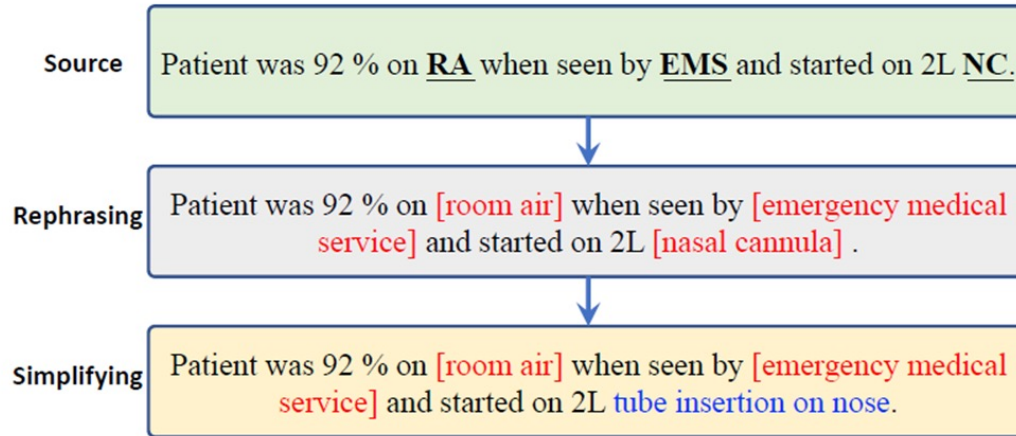 Source
Patient was 92 % on RA when seen by EMS and started on 2L NC.
Rephrasing
Patient was 92 % on [room air] when seen by [emergency medical
service] and started on 2L [nasal cannula] .
Simplifying
Patient was 92 % on [room air] when seen by [emergency medical
service] and started on 2L tube insertion on nose.